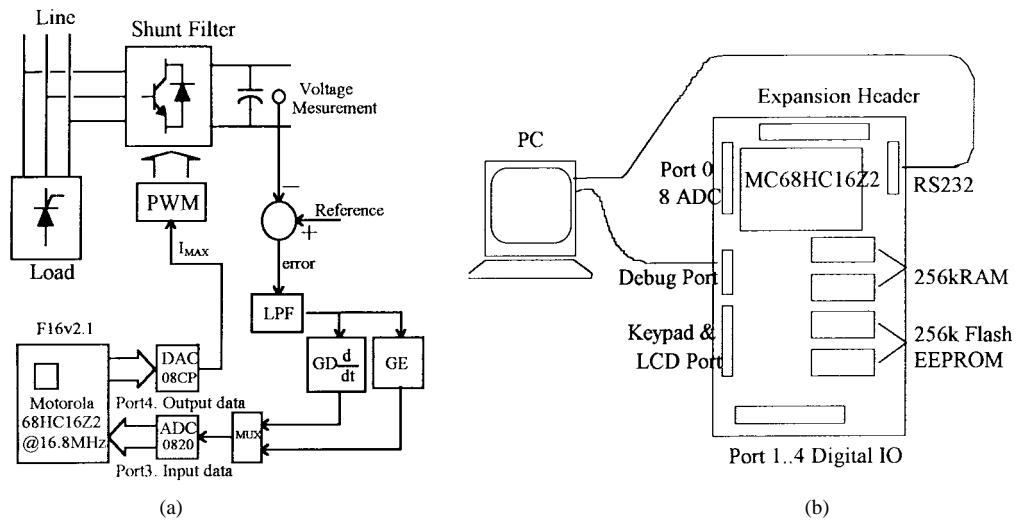 Line
Shunt Filter
Voltage
Mesurement
PWM
Reference
−
+
I_MAX
error
Load
LPF
F16v2.1
DAC
08CP
GD d/dt
GE
Motorola
68HC16Z2
@16.8MHz
Port4. Output data
ADC
0820
MUX
Port3. Input data
(a)
Expansion Header
PC
Port 0
8 ADC
MC68HC16Z2
RS232
Debug Port
256kRAM
Keypad &
LCD Port
256k Flash
EEPROM
Port 1..4 Digital IO
(b)